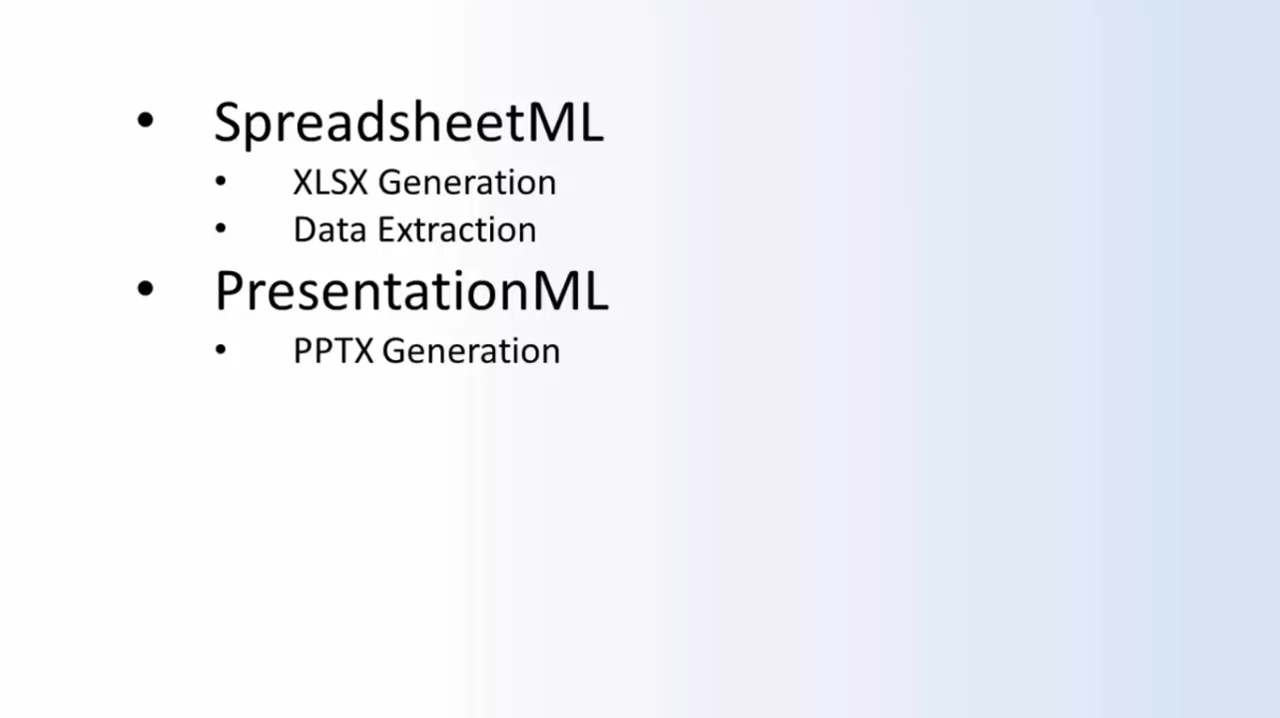 • SpreadsheetML
• XLSX Generation
• Data Extraction
• PresentationML
• PPTX Generation